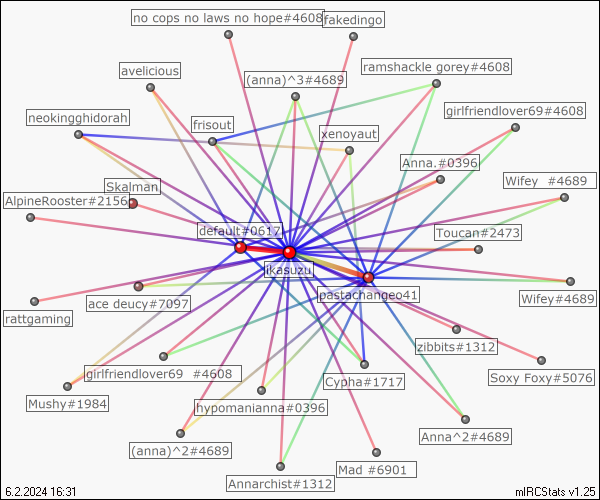 no cops no laws no hope#4608
fakedingo
avelicious
(anna)^3#4689
ramshackle gorey#4608
neokingghidorah
frisout
xenoyaut
girlfriendlover69#4608
Anna.#0396
Skalman
Wifey #4689
AlpineRooster#2156
default#0617
Toucan#2473
ikasuzu
pastachangeo41
ace deucy#7097
Wifey#4689
rattgaming
zibbits#1312
girlfriendlover69 #4608
Cypha#1717
Soxy Foxy#5076
Mushy#1984
hypomanianna#0396
(anna)^2#4689
Anna^2#4689
Annarchist#1312
Mad #6901
6.2.2024 16:31
mIRCStats v1.25